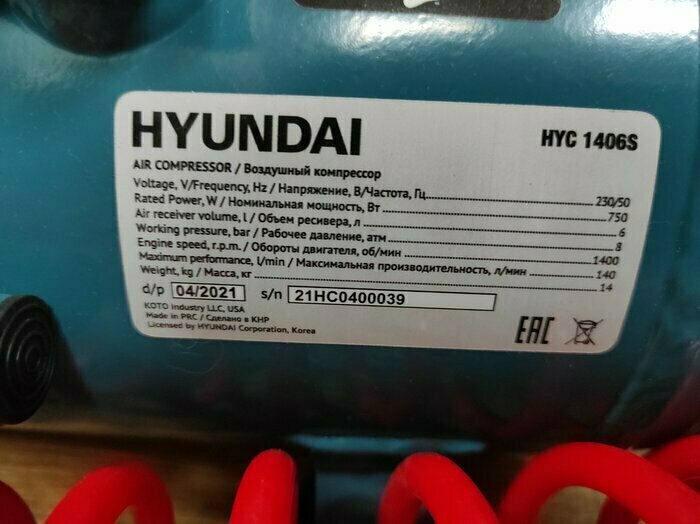 HYUNDAI HYC 1406S
AIR COMPRESSOR / Воздушный компрессор
Voltage, V/Frequency, Hz / Напряжение, В/Частота, Гц 230/50
Rated Power, W / Номинальная мощность, Вт 750
Air receiver volume, l / Объем ресивера, л 6
Working pressure, bar / Рабочее давление, атм 8
Engine speed, r.p.m. / Обороты двигателя, об/мин 1400
Maximum performance, l/min / Максимальная производительность, л/мин 140
Weight, kg / Масса, кг 14
d/p 04/2021 s/n 21HC0400039
KOTO Industry LLC, USA
Made in PRC / Сделано в КНР
Licensed by HYUNDAI Corporation, Korea
EAC